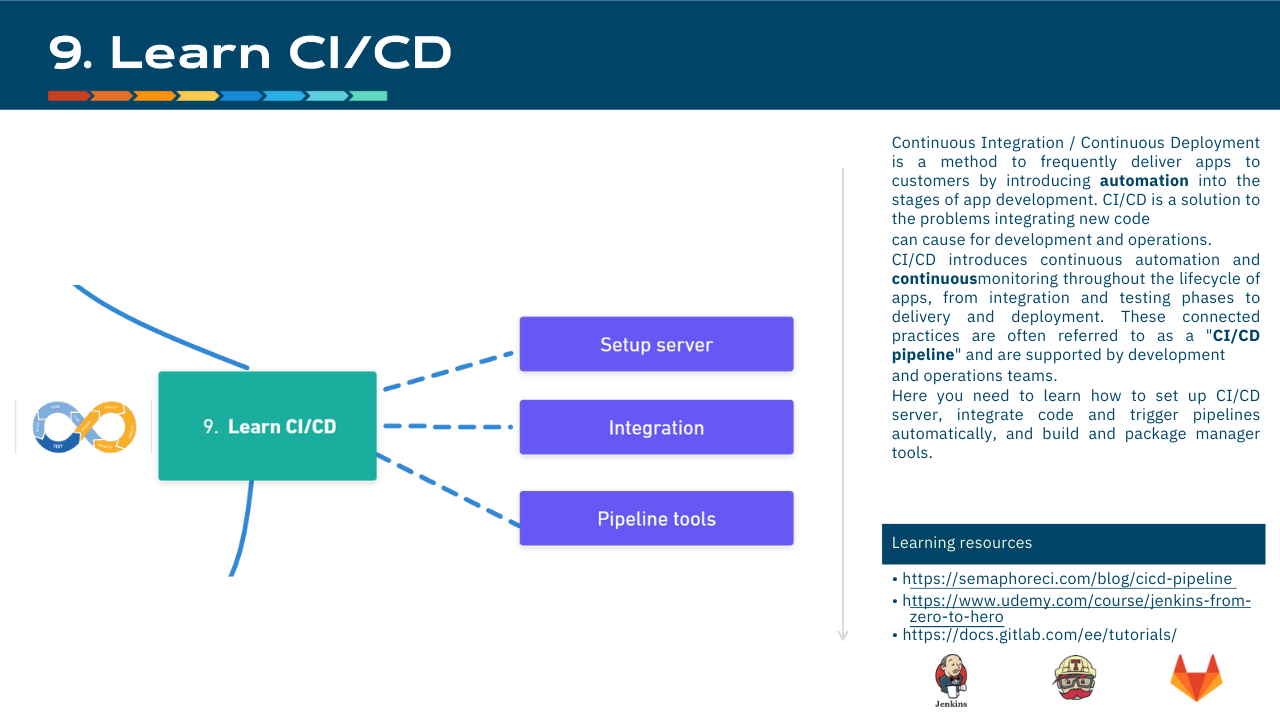 9. Learn CI/CD
Continuous Integration / Continuous Deployment
is a method to frequently deliver apps to
customers by introducing automation into the
stages of app development. CI/CD is a solution to
the problems integrating new code
can cause for development and operations.
CI/CD introduces continuous automation and
continuousmonitoring throughout the lifecycle of
apps, from integration and testing phases to
delivery and deployment. These connected
practices are often referred to as a "CI/CD
pipeline" and are supported by development
and operations teams.
Here you need to learn how to set up CI/CD
server, integrate code and trigger pipelines
automatically, and build and package manager
tools.
9. Learn CI/CD
Setup server
Integration
Pipeline tools
Learning resources
• https://semaphoreci.com/blog/cicd-pipeline
• https://www.udemy.com/course/jenkins-from-
zero-to-hero
• https://docs.gitlab.com/ee/tutorials/
Jenkins